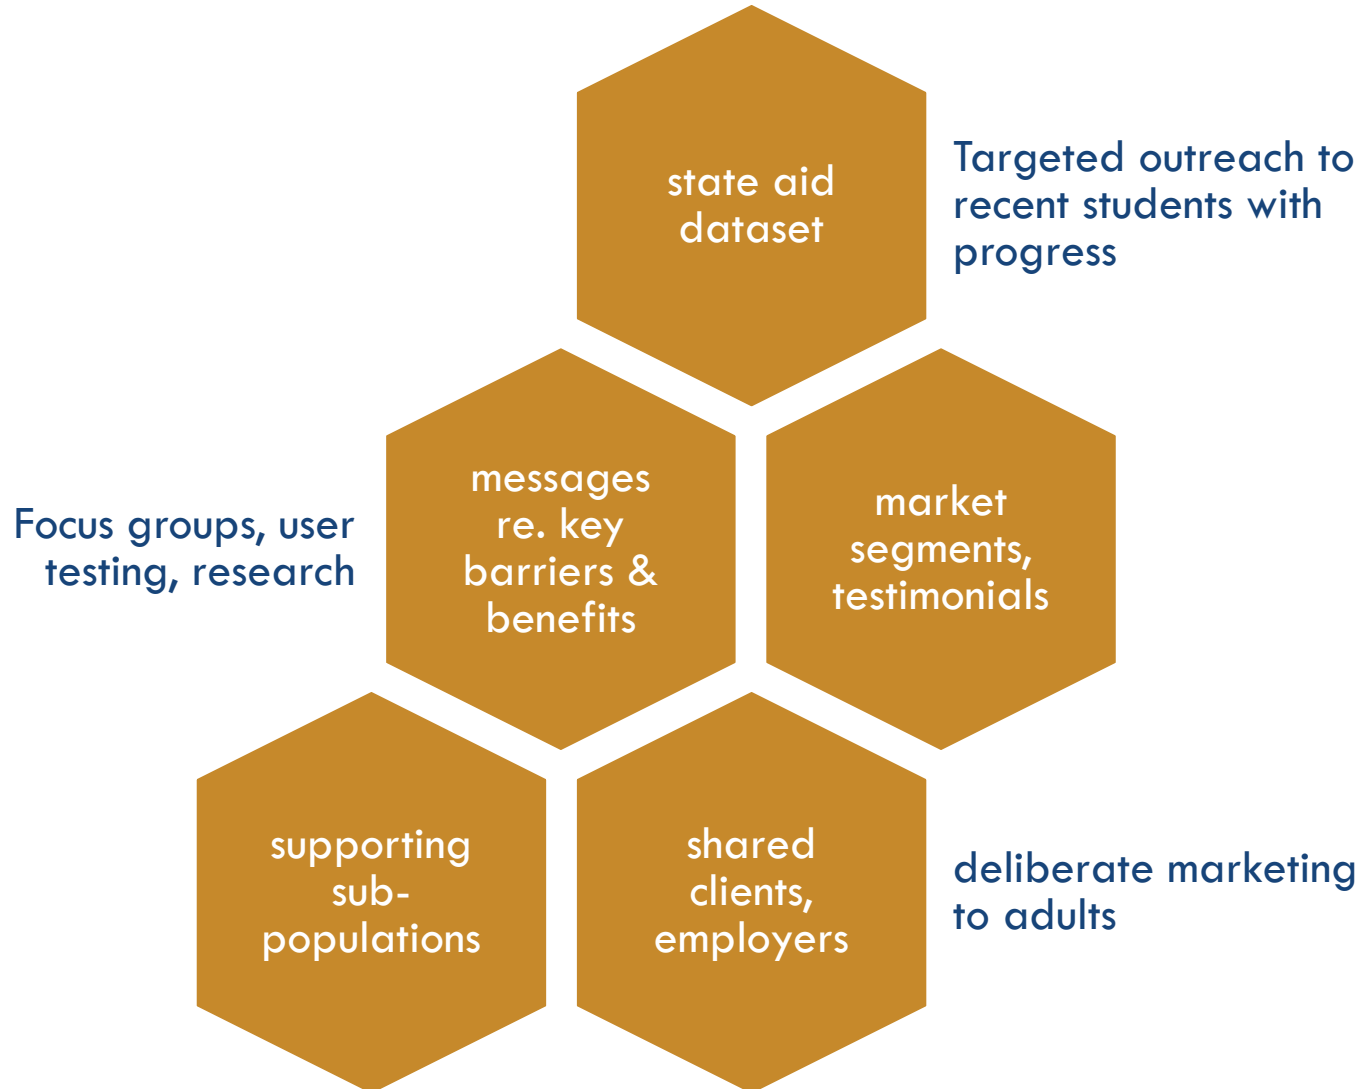 state aid
dataset
Targeted outreach to
recent students with
progress
Focus groups, user
testing, research
messages
re. key
barriers &
benefits
market
segments,
testimonials
supporting
sub-
populations
shared
clients,
employers
deliberate marketing
to adults